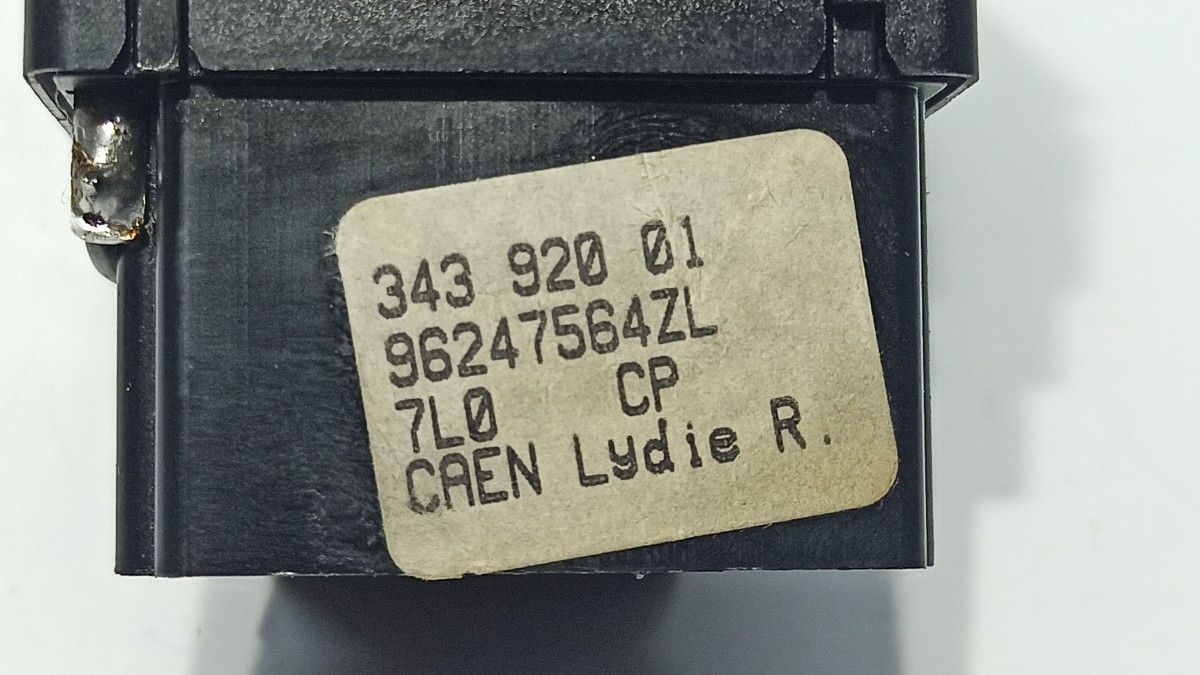 343 920 01
96247564ZL
7L0 CP
CAEN Lydie R.